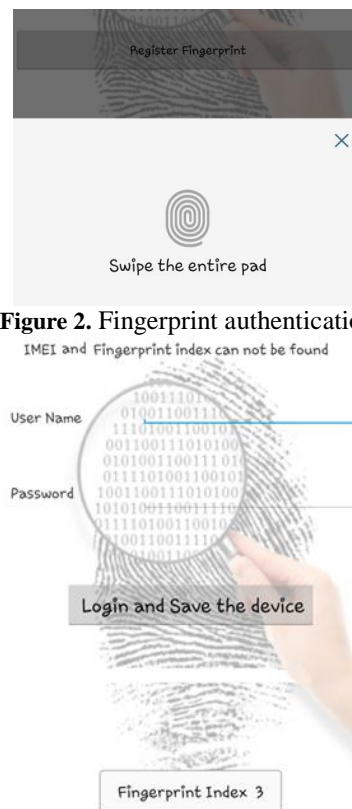 Register Fingerprint
Swipe the entire pad
Figure 2. Fingerprint authenticatio
IMEI and Fingerprint index can not be found
User Name
Password
Login and Save the device
Fingerprint Index 3